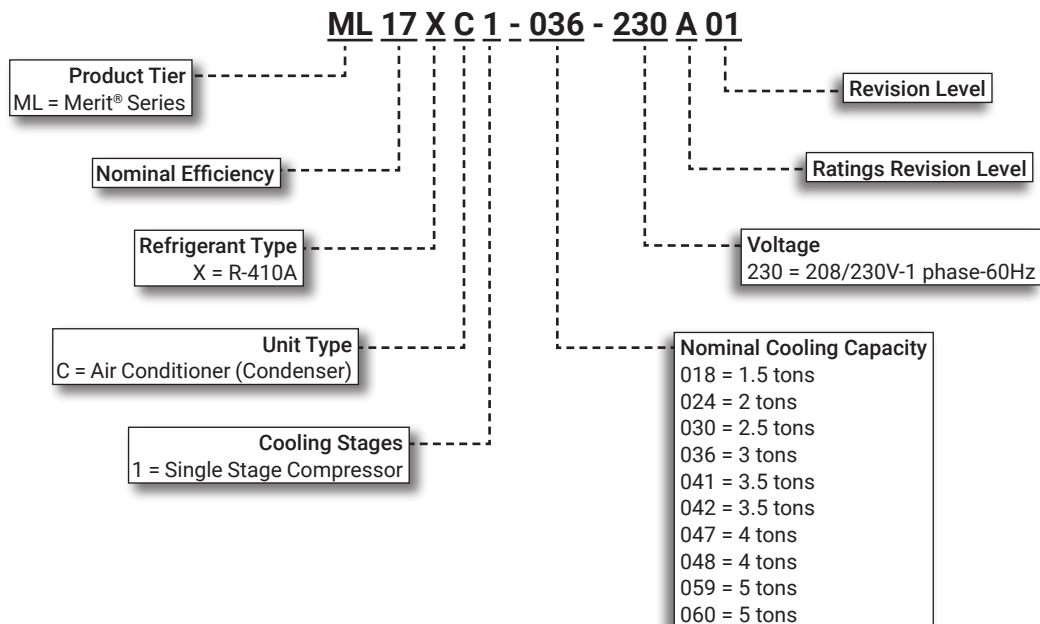 ML 17 X C 1 - 036 - 230 A 01
Product Tier
ML = Merit® Series
Nominal Efficiency
Refrigerant Type
X = R-410A
Unit Type
C = Air Conditioner (Condenser)
Cooling Stages
1 = Single Stage Compressor
Revision Level
Ratings Revision Level
Voltage
230 = 208/230V-1 phase-60Hz
Nominal Cooling Capacity
018 = 1.5 tons
024 = 2 tons
030 = 2.5 tons
036 = 3 tons
041 = 3.5 tons
042 = 3.5 tons
047 = 4 tons
048 = 4 tons
059 = 5 tons
060 = 5 tons